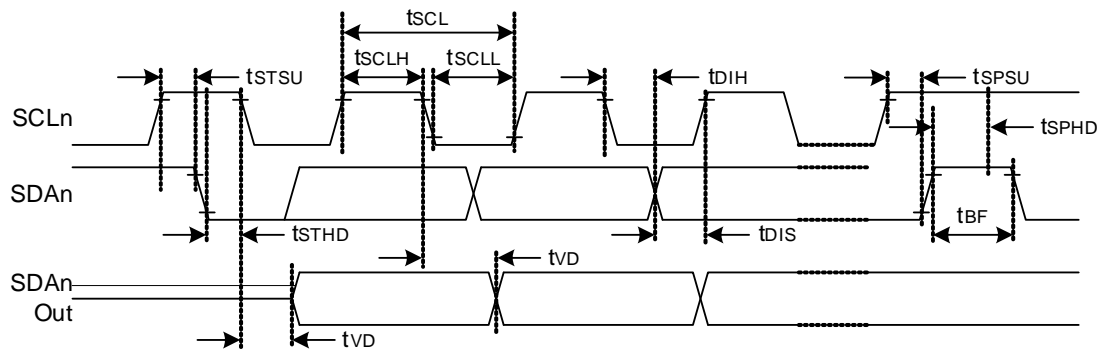 tSCL
tSCLH
tSCLL
tSTSU
tDIH
tSPSU
SCLn
tSPHD
SDAn
tSTHD
tDIS
tBF
tVD
SDAn
Out
tVD